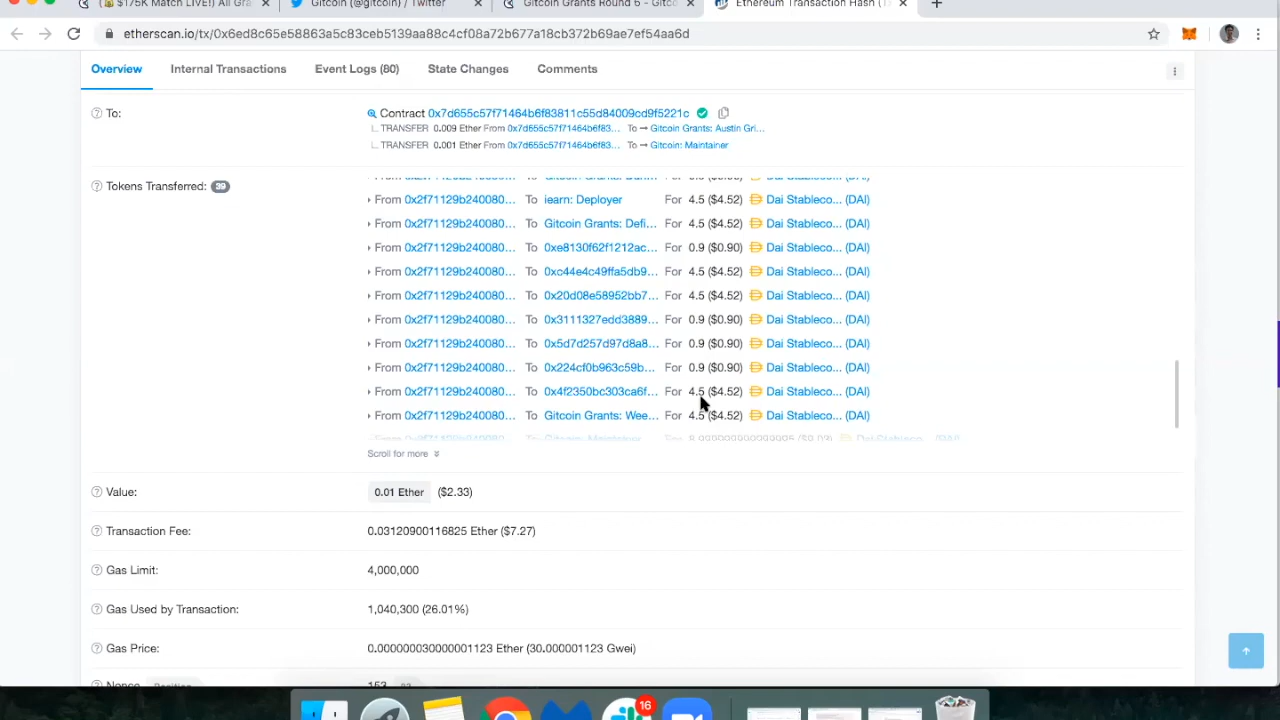 $175K Match LIVE!) All Gra
Gitcoin (@gitcoin) / Twitter
Gitcoin Grants Round 6 - Gitco
Ethereum Transaction Hash (T
etherscan.io/tx/0x6ed8c65e58863a5c83ceb5139aa88c4cf08a72b677a18cb372b69ae7ef54aa6d
Overview
Internal Transactions
Event Logs (80)
State Changes
Comments
To:
Contract 0x7d655c57f71464b6f83811c55d84009cd9f5221c
TRANSFER 0.009 Ether From 0x7d655c57f71464b6f83... To → Gitcoin Grants: Austin Gri...
TRANSFER 0.001 Ether From 0x7d655c57f71464b6f83... To → Gitcoin: Maintainer
Tokens Transferred: 39
From 0x2f71129b240080... To iearn: Deployer For 4.5 ($4.52) Dai Stableco... (DAI)
From 0x2f71129b240080... To Gitcoin Grants: Defi... For 4.5 ($4.52) Dai Stableco... (DAI)
From 0x2f71129b240080... To 0xe8130f62f1212ac... For 0.9 ($0.90) Dai Stableco... (DAI)
From 0x2f71129b240080... To 0xc44e4c49ffa5db9... For 4.5 ($4.52) Dai Stableco... (DAI)
From 0x2f71129b240080... To 0x20d08e58952bb7... For 4.5 ($4.52) Dai Stableco... (DAI)
From 0x2f71129b240080... To 0x3111327edd3889... For 0.9 ($0.90) Dai Stableco... (DAI)
From 0x2f71129b240080... To 0x5d7d257d97d8a8... For 0.9 ($0.90) Dai Stableco... (DAI)
From 0x2f71129b240080... To 0x224cf0b963c59b... For 0.9 ($0.90) Dai Stableco... (DAI)
From 0x2f71129b240080... To 0x4f2350bc303ca6f... For 4.5 ($4.52) Dai Stableco... (DAI)
From 0x2f71129b240080... To Gitcoin Grants: Wee... For 4.5 ($4.52) Dai Stableco... (DAI)
Scroll for more
Value:
0.01 Ether ($2.33)
Transaction Fee:
0.03120900116825 Ether ($7.27)
Gas Limit:
4,000,000
Gas Used by Transaction:
1,040,300 (26.01%)
Gas Price:
0.000000030000001123 Ether (30.000001123 Gwei)
16